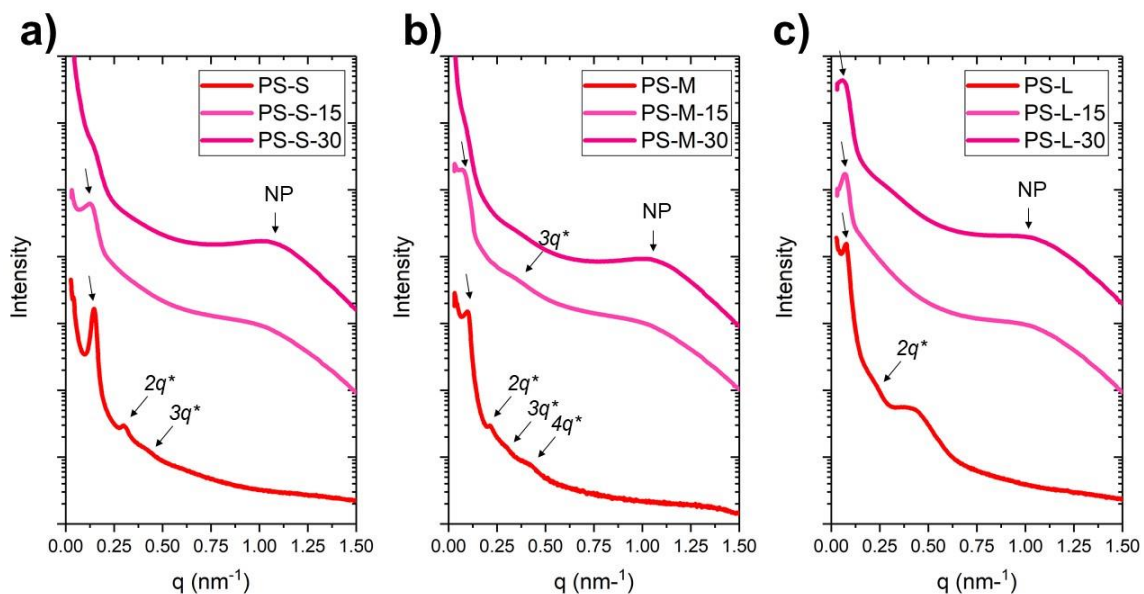 a)
Intensity
PS-S
PS-S-15
PS-S-30
NP
2q*
3q*
0.00 0.25 0.50 0.75 1.00 1.25 1.50
q (nm⁻¹)
b)
Intensity
PS-M
PS-M-15
PS-M-30
NP
3q*
2q*
3q*
4q*
0.00 0.25 0.50 0.75 1.00 1.25 1.50
q (nm-¹)
c)
Intensity
PS-L
PS-L-15
PS-L-30
NP
2q*
0.00 0.25 0.50 0.75 1.00 1.25 1.50
q (nm-¹)